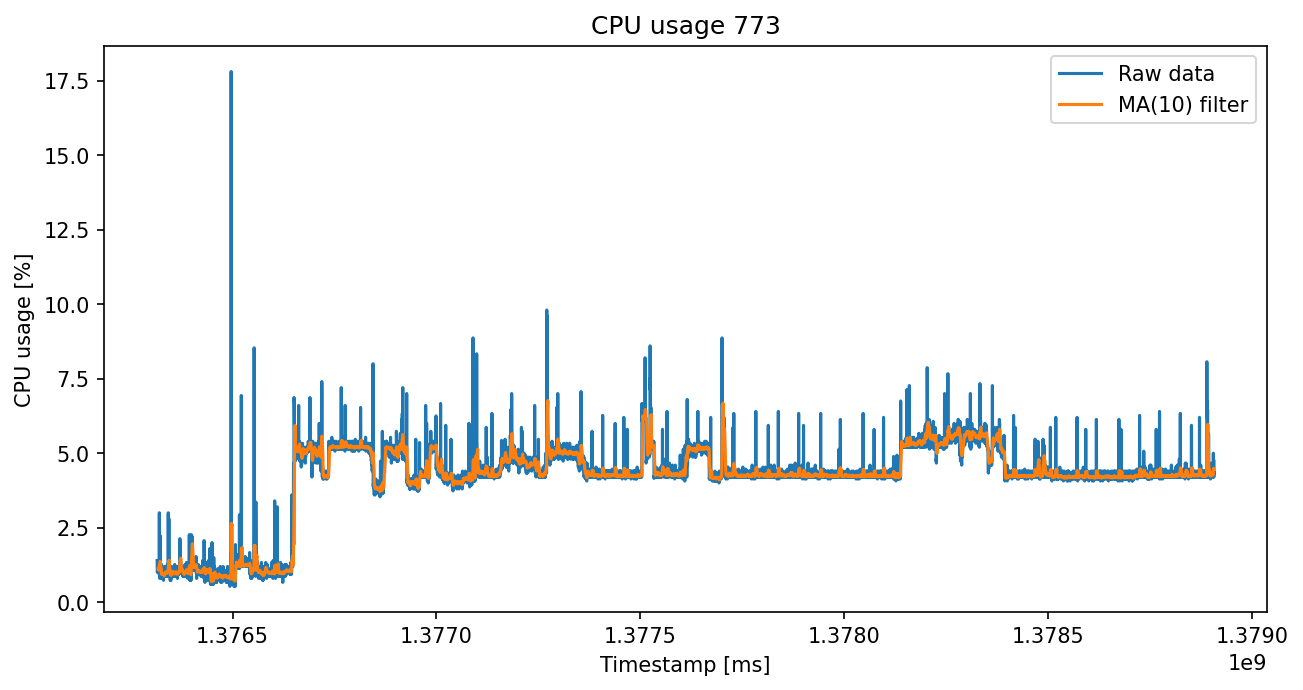 CPU usage 773
Raw data
MA(10) filter
CPU usage [%]
17.5
15.0
12.5
10.0
7.5
5.0
2.5
0.0
1.3765 1.3770 1.3775 1.3780 1.3785 1.3790
1e9
Timestamp [ms]